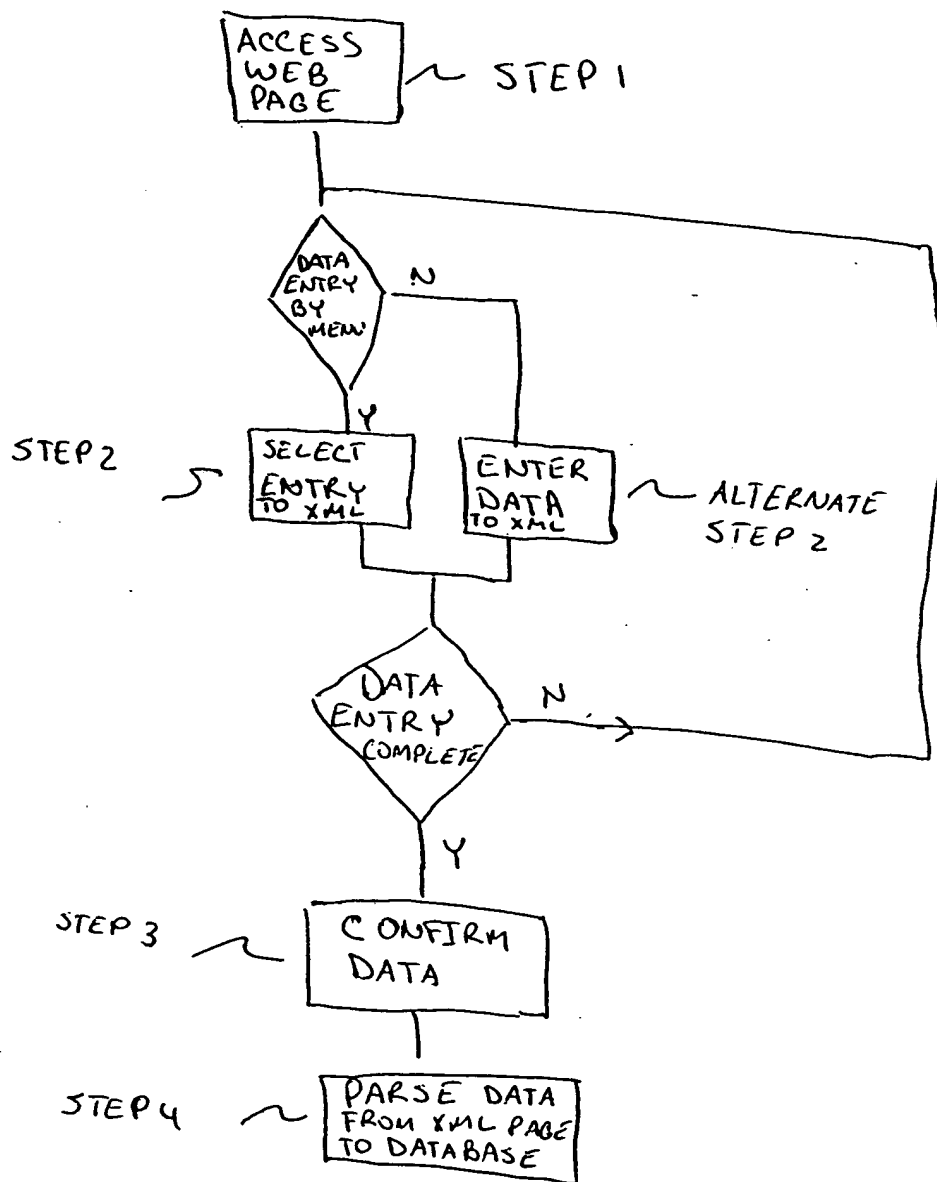 ACCESS
WEB
PAGE
STEP 1
DATA
ENTRY
BY
MENU
N
Y
STEP 2
SELECT
ENTRY
TO XML
ENTER
DATA
TO XML
ALTERNATE
STEP 2
DATA
ENTRY
COMPLETE
N
Y
STEP 3
CONFIRM
DATA
STEP 4
PARSE DATA
FROM XML PAGE
TO DATABASE